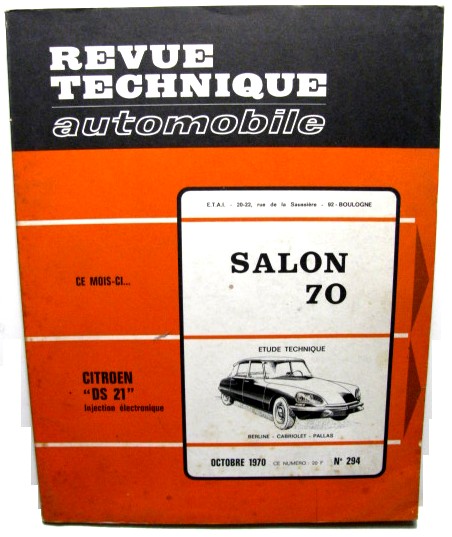 REVUE
TECHNIQUE
automobile
E.T.A.I. - 20-22, rue de la Saussière - 92 - BOULOGNE
SALON
70
CE MOIS-CI...
ETUDE TECHNIQUE
CITROEN
"DS 21"
Injection électronique
BERLINE - CABRIOLET - PALLAS
OCTOBRE 1970 CE NUMERO : 20 F N° 294